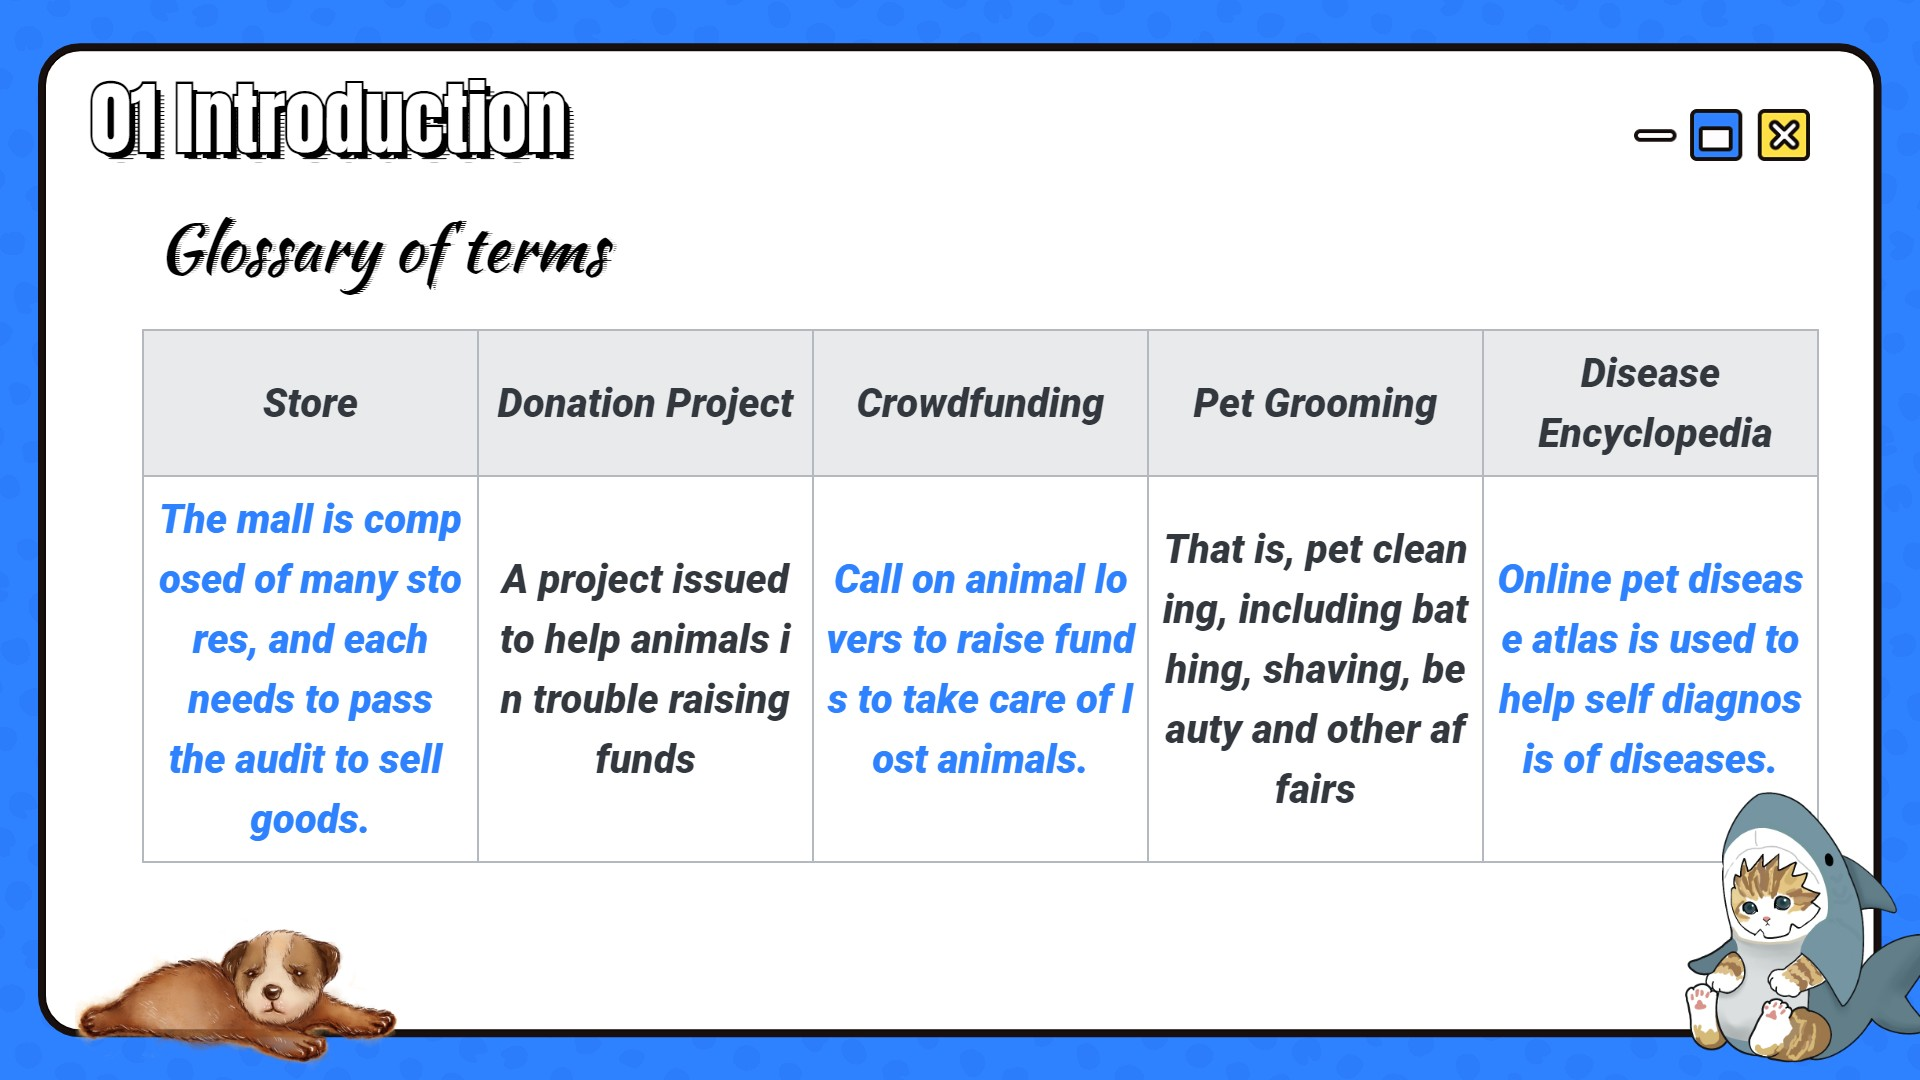 01 Introduction
Glossary of terms
Store
Donation Project
Crowdfunding
Pet Grooming
Disease
Encyclopedia
The mall is comp
osed of many sto
res, and each
needs to pass
the audit to sell
goods.
A project issued
to help animals i
n trouble raising
funds
Call on animal lo
vers to raise fund
s to take care of l
ost animals.
That is, pet clean
ing, including bat
hing, shaving, be
auty and other af
fairs
Online pet diseas
e atlas is used to
help self diagnos
is of diseases.